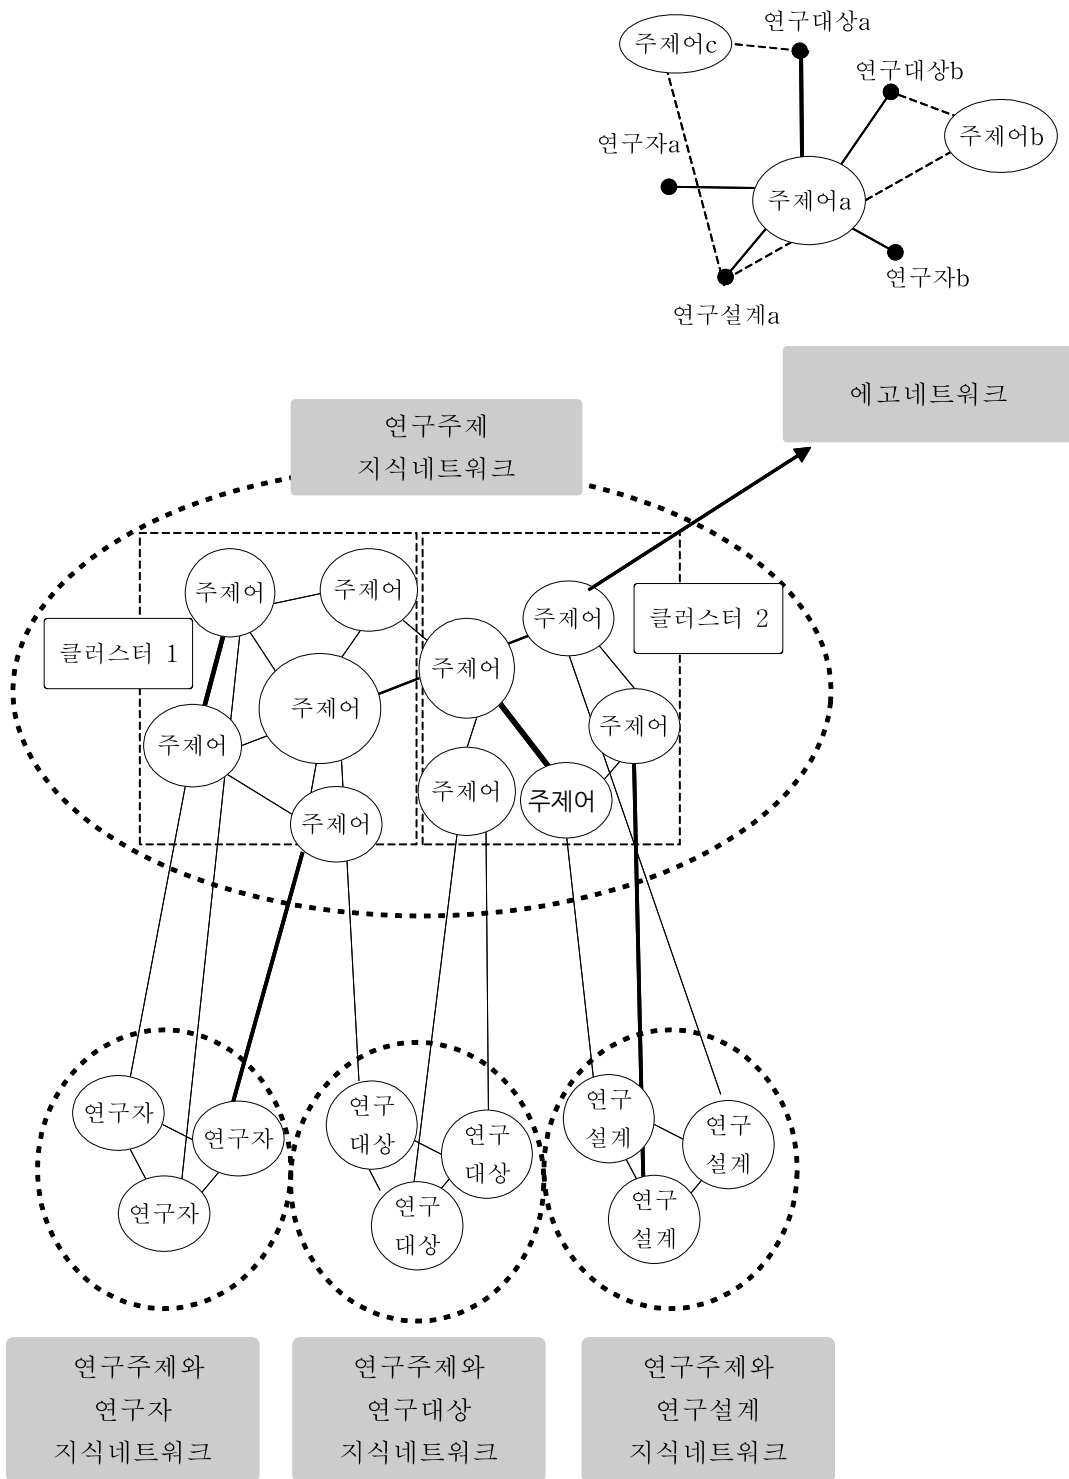 연구대상a
주제어c
연구대상b
주제어b
연구자a
주제어a
연구자b
연구설계a
에고네트워크
연구주제
지식네트워크
주제어
주제어
주제어
클러스터 2
클러스터 1
주제어
주제어
주제어
주제어
주제어
주제어
주제어
연구
대상
연구
설계
연구자
연구자
연구
대상
연구
설계
연구자
연구
대상
연구
설계
연구주제와
연구자
지식네트워크
연구주제와
연구대상
지식네트워크
연구주제와
연구설계
지식네트워크